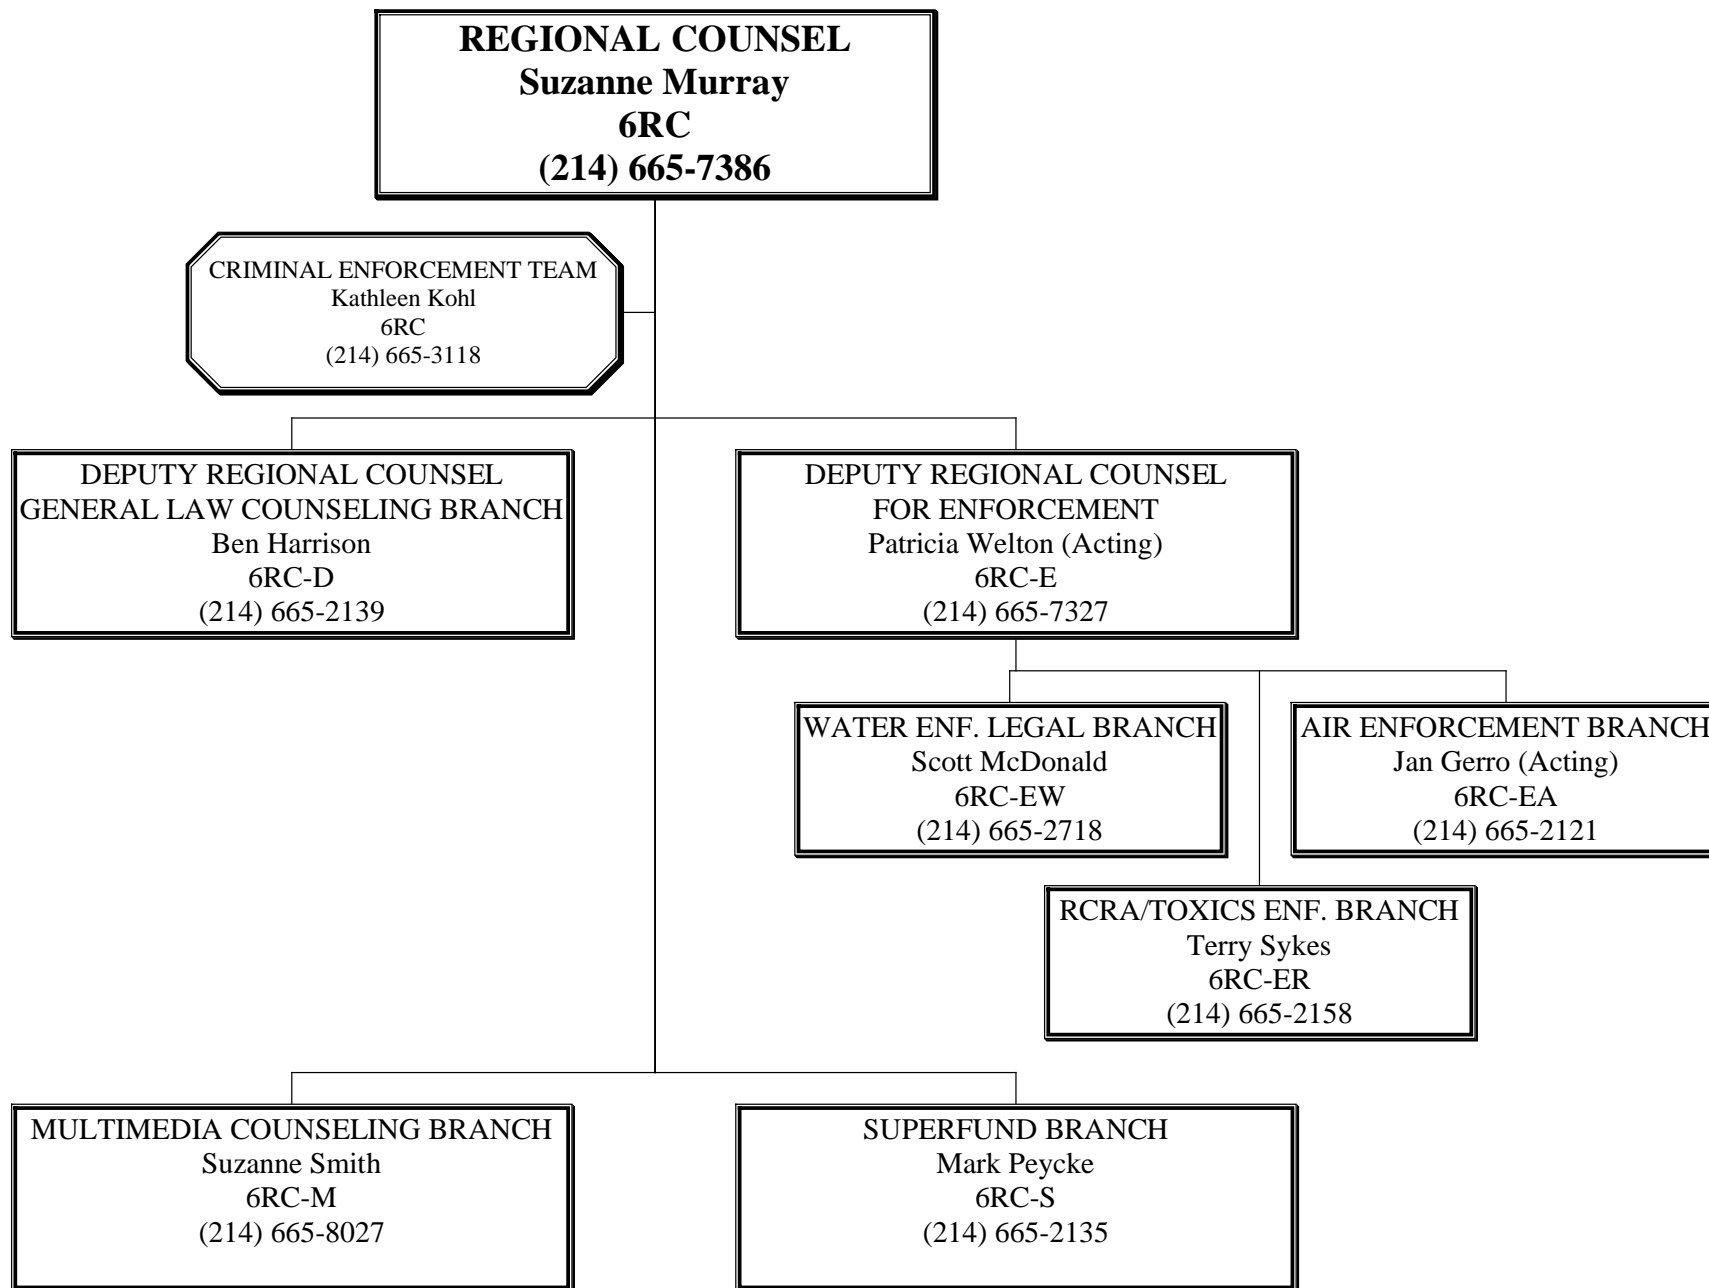 REGIONAL COUNSEL
Suzanne Murray
6RC
(214) 665-7386
CRIMINAL ENFORCEMENT TEAM
Kathleen Kohl
6RC
(214) 665-3118
DEPUTY REGIONAL COUNSEL
GENERAL LAW COUNSELING BRANCH
Ben Harrison
6RC-D
(214) 665-2139
DEPUTY REGIONAL COUNSEL
FOR ENFORCEMENT
Patricia Welton (Acting)
6RC-E
(214) 665-7327
WATER ENF. LEGAL BRANCH
Scott McDonald
6RC-EW
(214) 665-2718
AIR ENFORCEMENT BRANCH
Jan Gerro (Acting)
6RC-EA
(214) 665-2121
RCRA/TOXICS ENF. BRANCH
Terry Sykes
6RC-ER
(214) 665-2158
MULTIMEDIA COUNSELING BRANCH
Suzanne Smith
6RC-M
(214) 665-8027
SUPERFUND BRANCH
Mark Peycke
6RC-S
(214) 665-2135